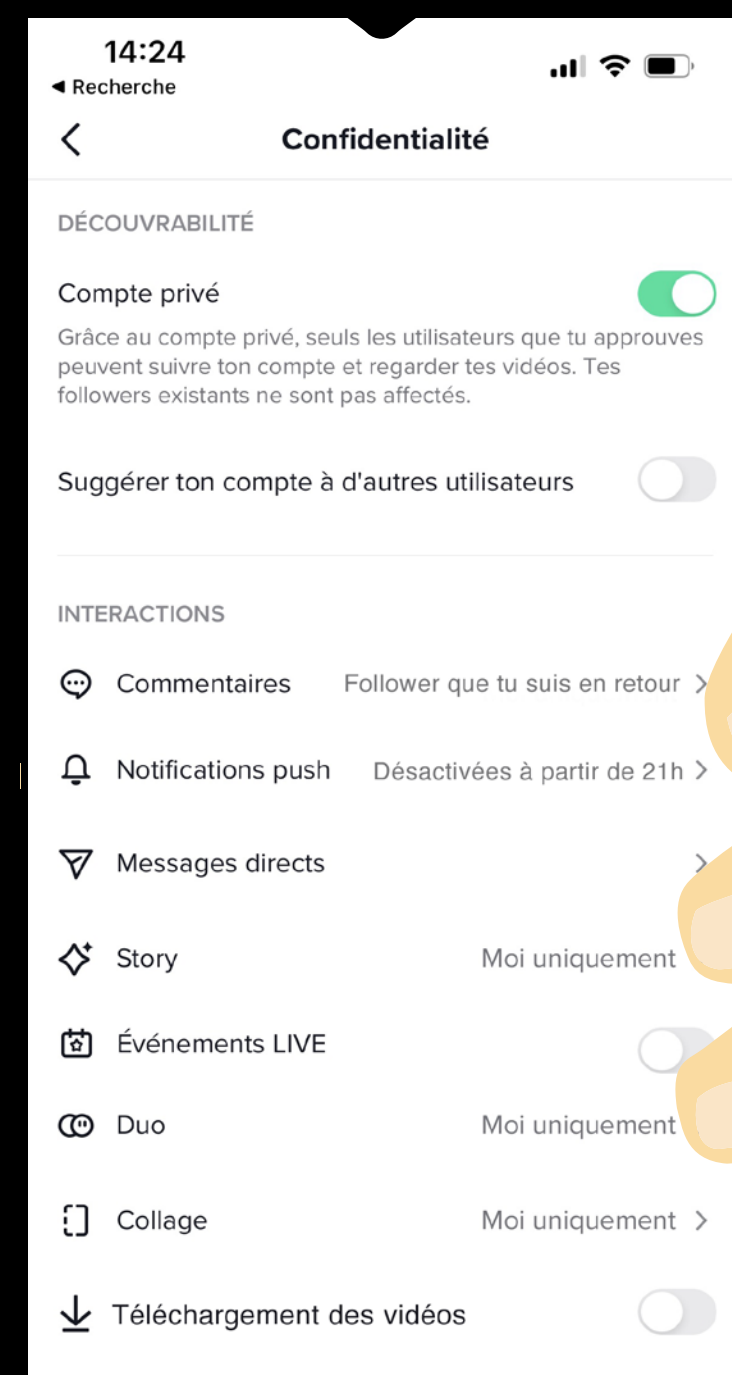 14:24
Recherche
Confidentialité
DÉCOUVRABILITÉ
Compte privé
Grâce au compte privé, seuls les utilisateurs que tu approuves
peuvent suivre ton compte et regarder tes vidéos. Tes
followers existants ne sont pas affectés.
Suggérer ton compte à d'autres utilisateurs
INTERACTIONS
Commentaires Follower que tu suis en retour
Notifications push Désactivées à partir de 21h
Messages directs
Story Moi uniquement
Événements LIVE
Duo Moi uniquement
Collage Moi uniquement
Téléchargement des vidéos